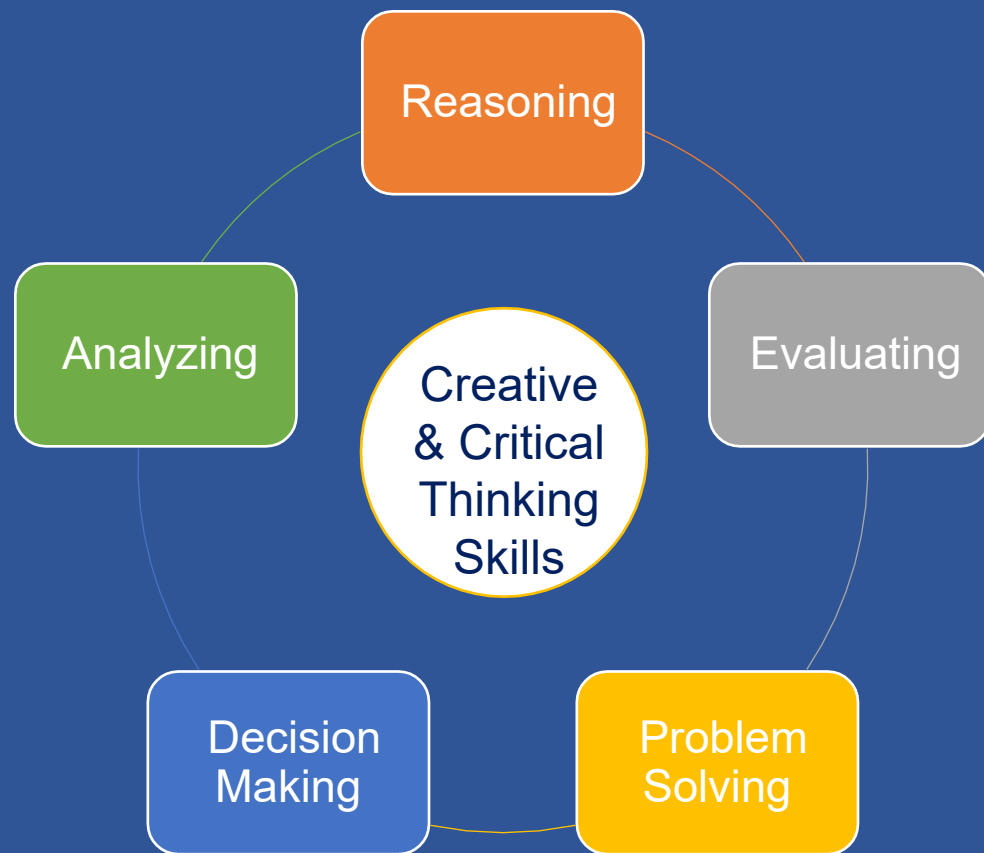 Reasoning
Analyzing
Evaluating
Creative
& Critical
Thinking
Skills
Decision
Making
Problem
Solving